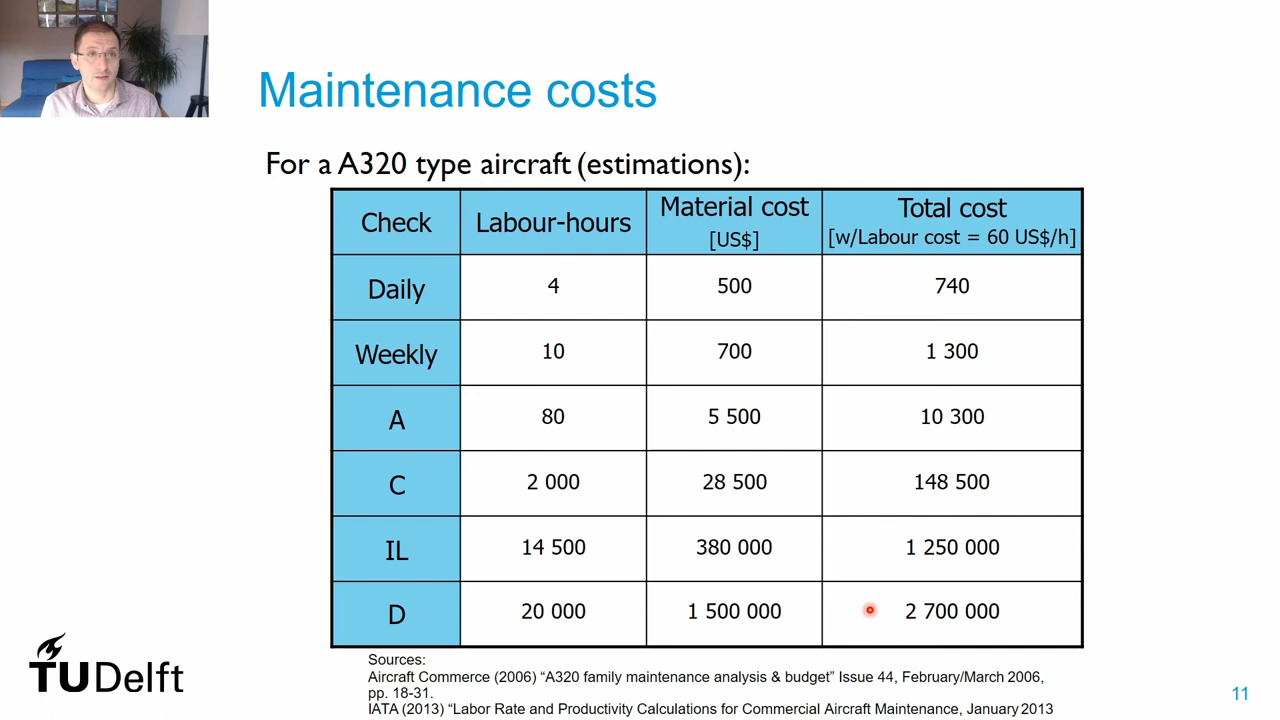 Maintenance costs
For a A320 type aircraft (estimations):
Check Labour-hours Material cost [US$] Total cost [w/Labour cost = 60 US$/h]
Daily 4 500 740
Weekly 10 700 1 300
A 80 5 500 10 300
C 2 000 28 500 148 500
IL 14 500 380 000 1 250 000
D 20 000 1 500 000 2 700 000
Sources:
Aircraft Commerce (2006) “A320 family maintenance analysis & budget” Issue 44, February/March 2006,
pp. 18-31.
IATA (2013) “Labor Rate and Productivity Calculations for Commercial Aircraft Maintenance, January 2013
TUDelft
11